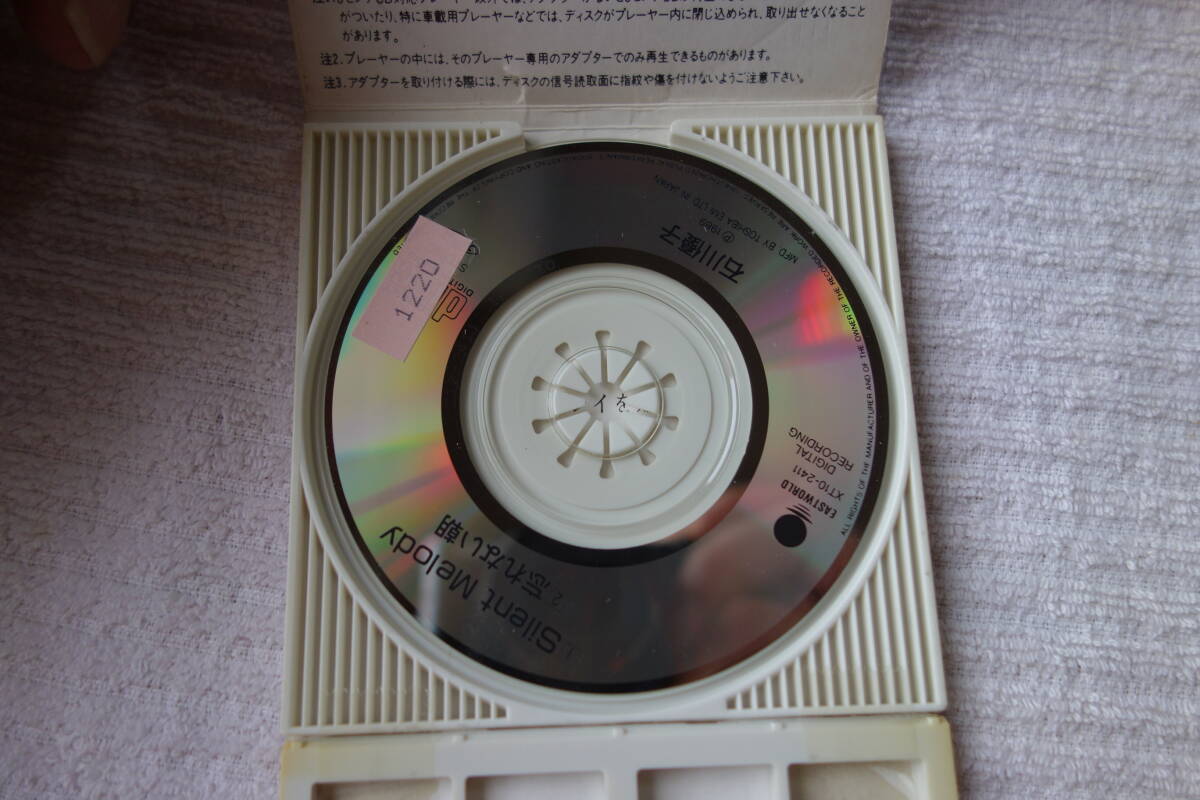 がついたり、特に車載用プレーヤーなどでは、ディスクがプレーヤー内に閉じ込められ、取り出せなくなること
があります。
注2. プレーヤーの中には、そのプレーヤー専用のアダプターでのみ再生できるものがあります。
注3. アダプターを取り付ける際には、ディスクの信号読取面に指紋や傷を付けないようご注意下さい。
1. Silent Melody
2. 忘れない朝
石川優子
℗ 1989
MFD. BY TOSHIBA EMI LTD. IN JAPAN
EASTWORLD
XT10-2411
DIGITAL
RECORDING
ALL RIGHTS OF THE MANUFACTURER AND OF THE OWNER OF THE RECORDED WORK ARE RESERVED
1220
イを